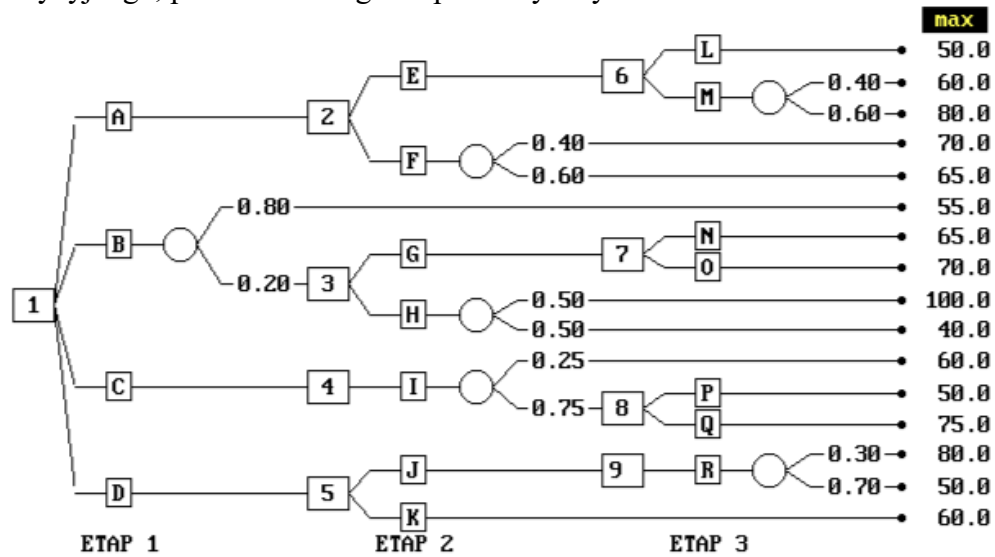 max
L 50.0
E 6 0.40 60.0
M 0.60 80.0
A 2 0.40 70.0
F 0.60 65.0
0.80 55.0
B G 7 N 65.0
0.20 3 O 70.0
1 H 0.50 100.0
0.50 40.0
0.25 60.0
C 4 I P 50.0
0.75 8 Q 75.0
J 9 R 0.30 80.0
D 5 0.70 50.0
K 60.0
ETAP 1 ETAP 2 ETAP 3